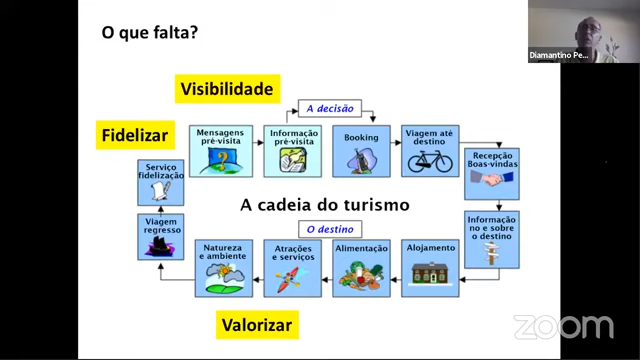 O que falta?
Diamantino Pe...
Visibilidade
A decisão
Fidelizar
Mensagens
pré-visita
Informação
pré-visita
Booking
Viagem até
destino
Serviço
fidelização
Recepção
Boas-vindas
A cadeia do turismo
Viagem
regresso
O destino
Informação
no e sobre
o destino
Natureza
e ambiente
Atrações
e serviços
Alimentação
Alojamento
Valorizar
zoom